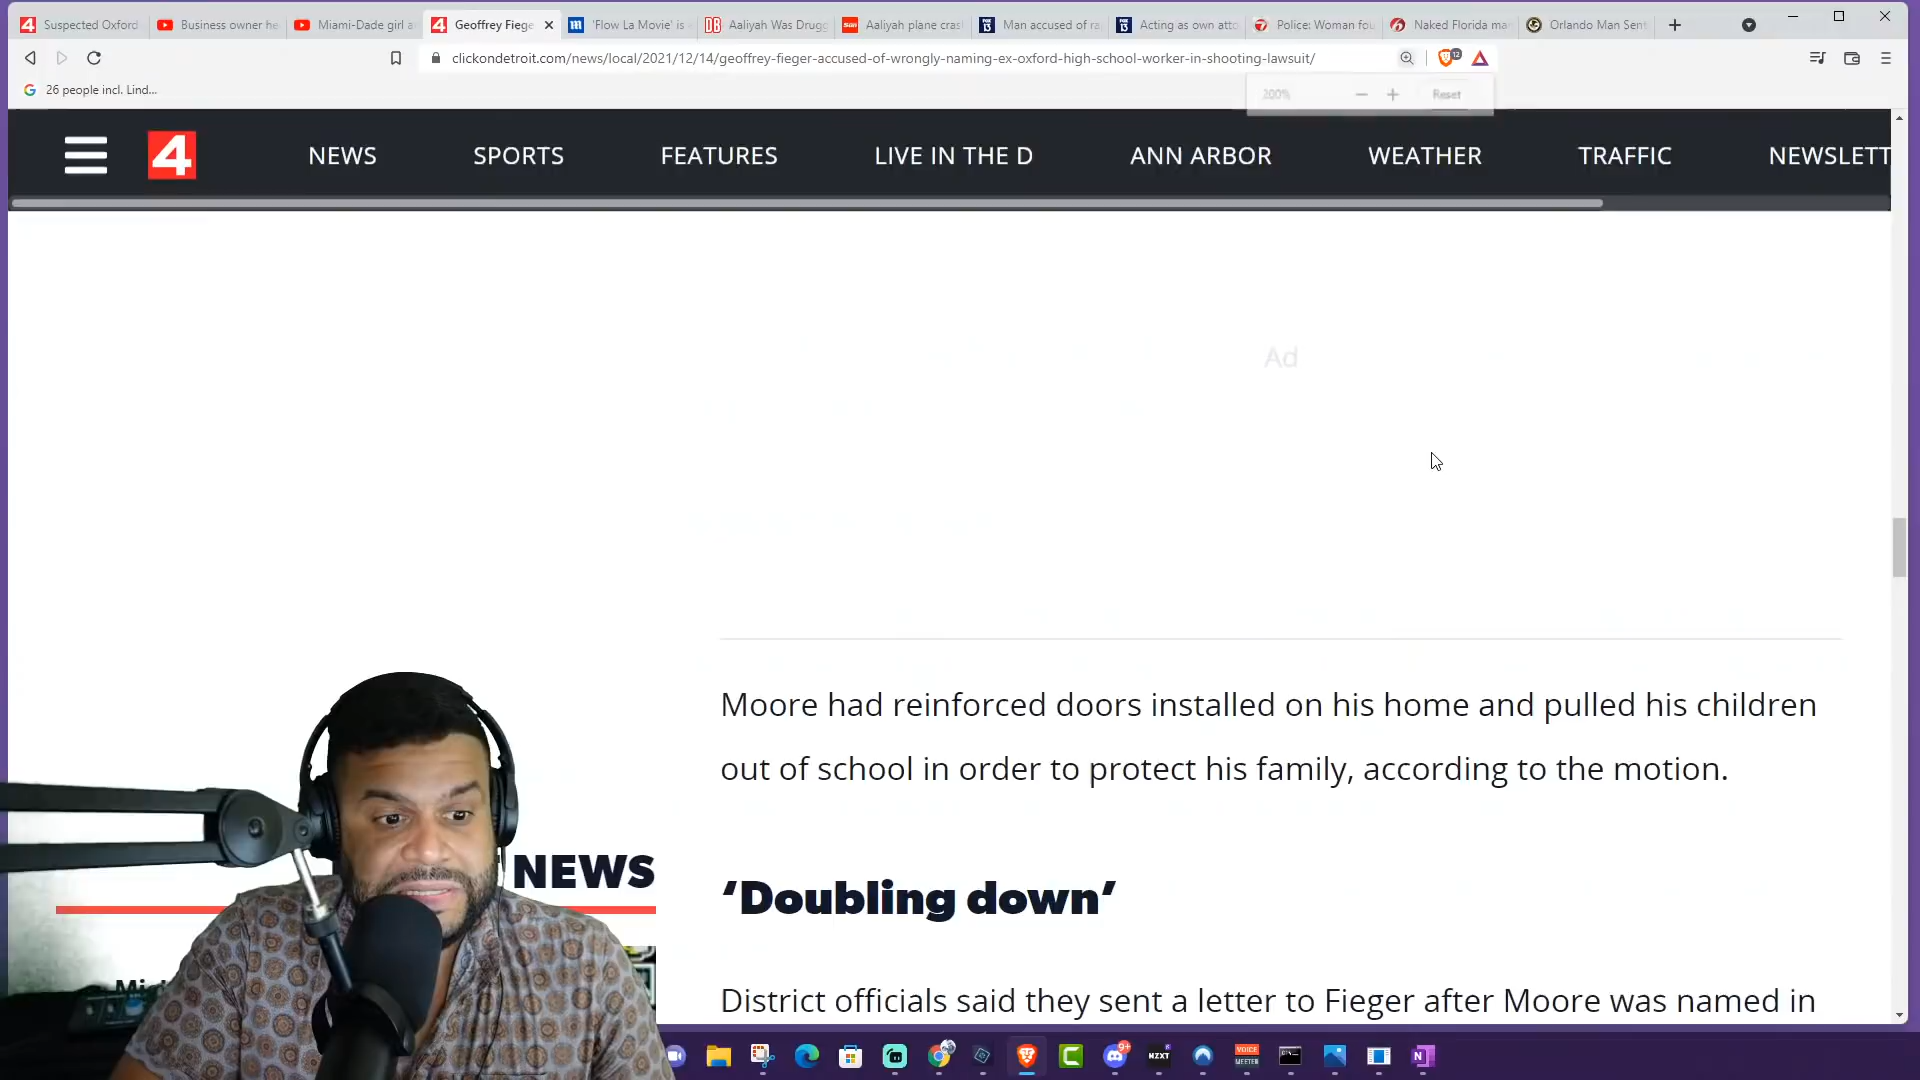 Suspected Oxford
Business owner he
Miami-Dade girl a
Geoffrey Fiege
'Flow La Movie' is
Aaliyah Was Drugg
Aaliyah plane cras
Man accused of ra
Acting as own atto
Police: Woman fou
Naked Florida ma
Orlando Man Sent
clickondetroit.com/news/local/2021/12/14/geoffrey-fieger-accused-of-wrongly-naming-ex-oxford-high-school-worker-in-shooting-lawsuit/
12
26 people incl. Lind...
200%
Reset
4
NEWS
SPORTS
FEATURES
LIVE IN THE D
ANN ARBOR
WEATHER
TRAFFIC
NEWSLETT
Ad
Moore had reinforced doors installed on his home and pulled his children
out of school in order to protect his family, according to the motion.
NEWS
'Doubling down'
District officials said they sent a letter to Fieger after Moore was named in